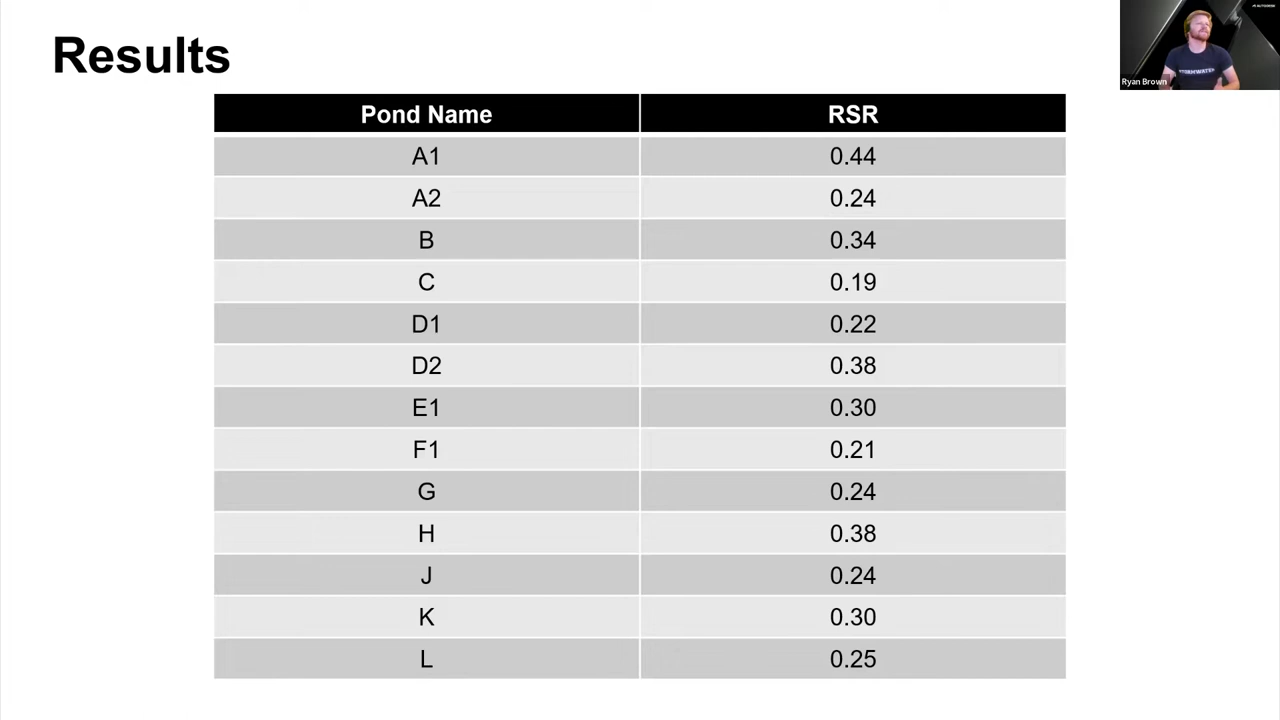 Results
Pond Name RSR
A1 0.44
A2 0.24
B 0.34
C 0.19
D1 0.22
D2 0.38
E1 0.30
F1 0.21
G 0.24
H 0.38
J 0.24
K 0.30
L 0.25
AUTODESK
STORMWATER
Ryan Brown